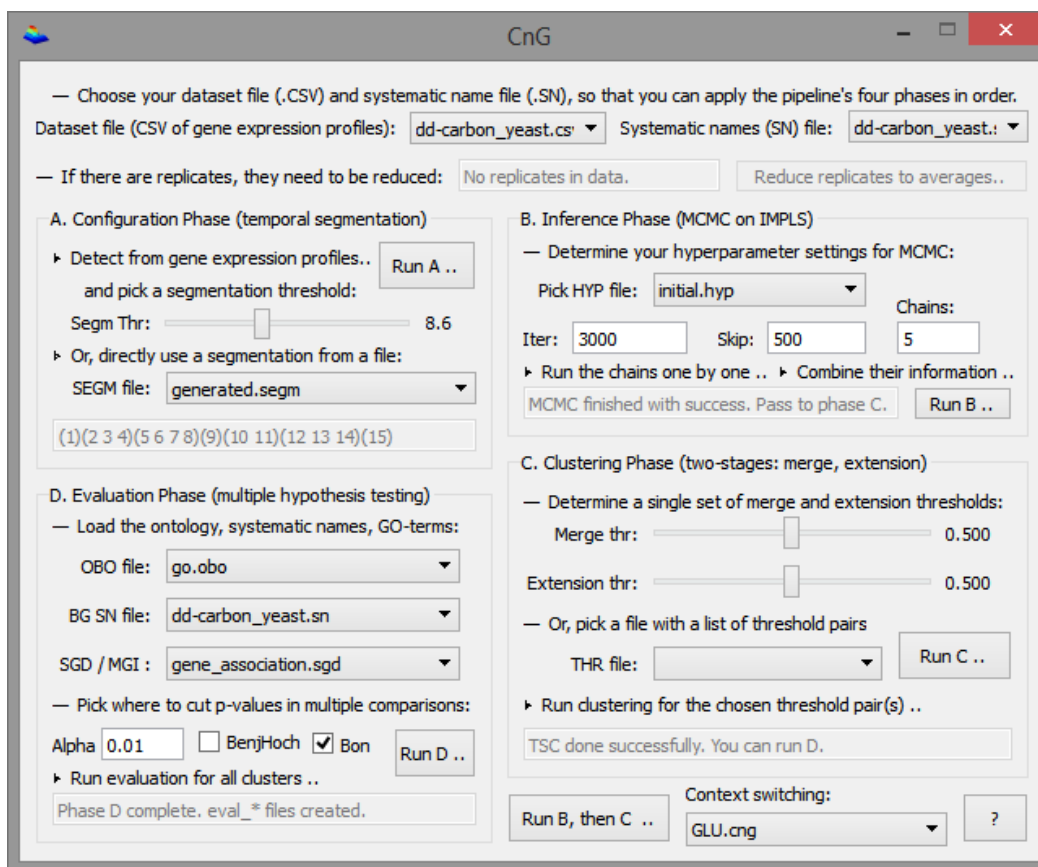 CnG
— Choose your dataset file (.CSV) and systematic name file (.SN), so that you can apply the pipeline's four phases in order.
Dataset file (CSV of gene expression profiles): dd-carbon_yeast.csv Systematic names (SN) file: dd-carbon_yeast.:
— If there are replicates, they need to be reduced: No replicates in data. Reduce replicates to averages..
A. Configuration Phase (temporal segmentation)
Detect from gene expression profiles.. Run A ..
and pick a segmentation threshold:
Segm Thr: 8.6
Or, directly use a segmentation from a file:
SEGM file: generated.segm
(1)(2 3 4)(5 6 7 8)(9)(10 11)(12 13 14)(15)
B. Inference Phase (MCMC on IMPLS)
— Determine your hyperparameter settings for MCMC:
Pick HYP file: initial.hyp
Chains:
Iter: 3000 Skip: 500 5
Run the chains one by one .. Combine their information ..
MCMC finished with success. Pass to phase C. Run B ..
C. Clustering Phase (two-stages: merge, extension)
— Determine a single set of merge and extension thresholds:
Merge thr: 0.500
Extension thr: 0.500
— Or, pick a file with a list of threshold pairs
THR file: Run C ..
Run clustering for the chosen threshold pair(s) ..
TSC done successfully. You can run D.
D. Evaluation Phase (multiple hypothesis testing)
— Load the ontology, systematic names, GO-terms:
OBO file: go.obo
BG SN file: dd-carbon_yeast.sn
SGD / MGI : gene_association.sgd
— Pick where to cut p-values in multiple comparisons:
Alpha 0.01 BenjHoch Bon Run D ..
Run evaluation for all clusters ..
Phase D complete. eval_* files created.
Run B, then C ..
Context switching:
GLU.cng
?